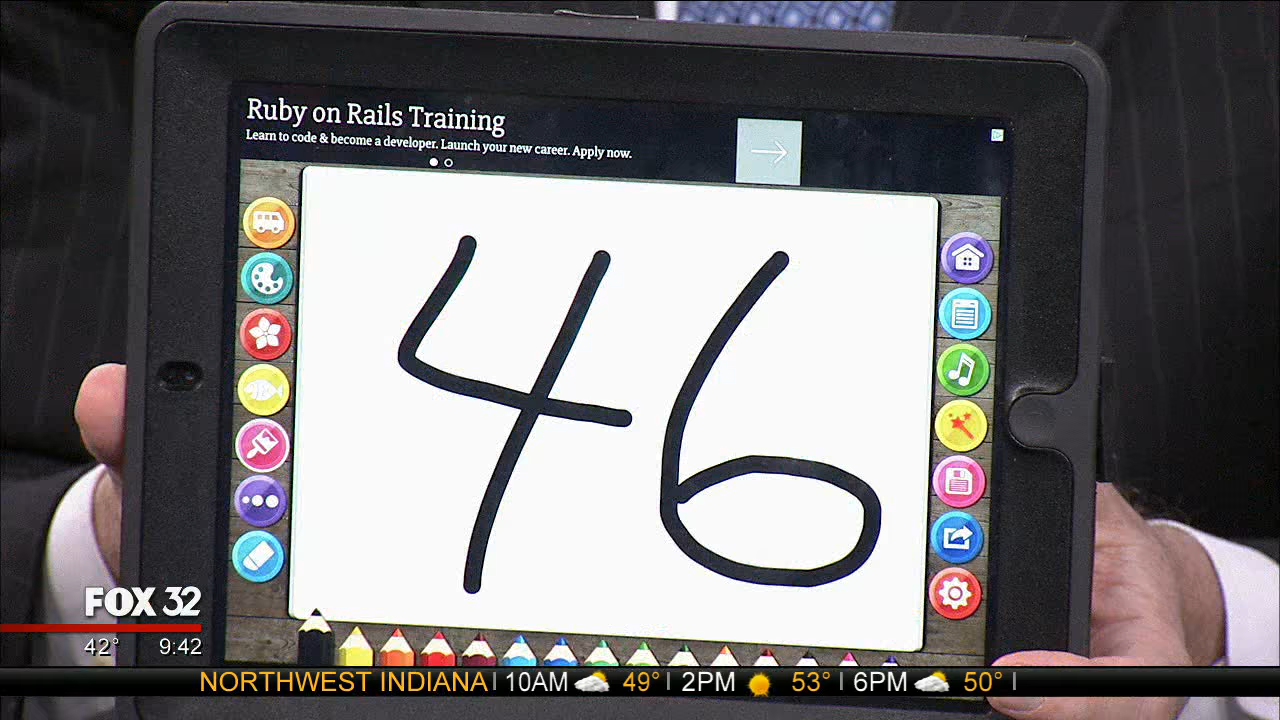 Ruby on Rails Training
Learn to code & become a developer. Launch your new career. Apply now.
46
FOX 32
42° 9:42
NORTHWEST INDIANA | 10AM 49° | 2PM 53° | 6PM 50° |